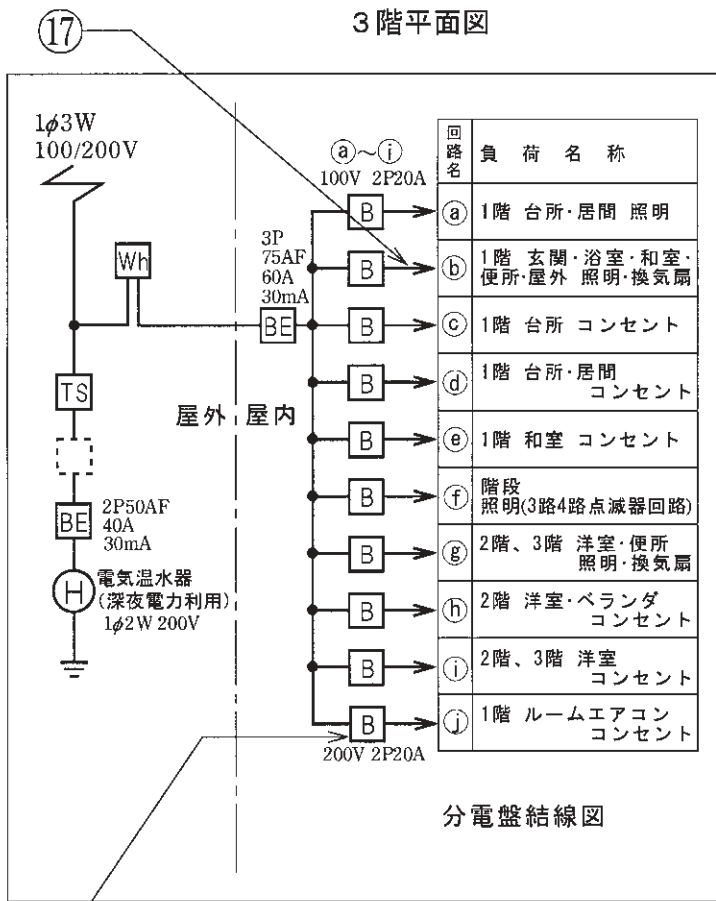 3階平面図
⑰
1φ3W
100/200V
Wh
TS
BE
2P50AF
40A
30mA
H
電気温水器
(深夜電力利用)
1φ2W 200V
屋外
屋内
3P
75AF
60A
30mA
BE
ⓐ～ⓘ
100V 2P20A
回路名
負荷名称
B
ⓐ
1階 台所・居間 照明
B
ⓑ
1階 玄関・浴室・和室・
便所・屋外 照明・換気扇
B
ⓒ
1階 台所 コンセント
B
ⓓ
1階 台所・居間
コンセント
B
ⓔ
1階 和室 コンセント
B
ⓕ
階段
照明(3路4路点滅器回路)
B
ⓖ
2階、3階 洋室・便所
照明・換気扇
B
ⓗ
2階 洋室・ベランダ
コンセント
B
ⓘ
2階、3階 洋室
コンセント
B
ⓙ
1階 ルームエアコン
コンセント
200V 2P20A
分電盤結線図